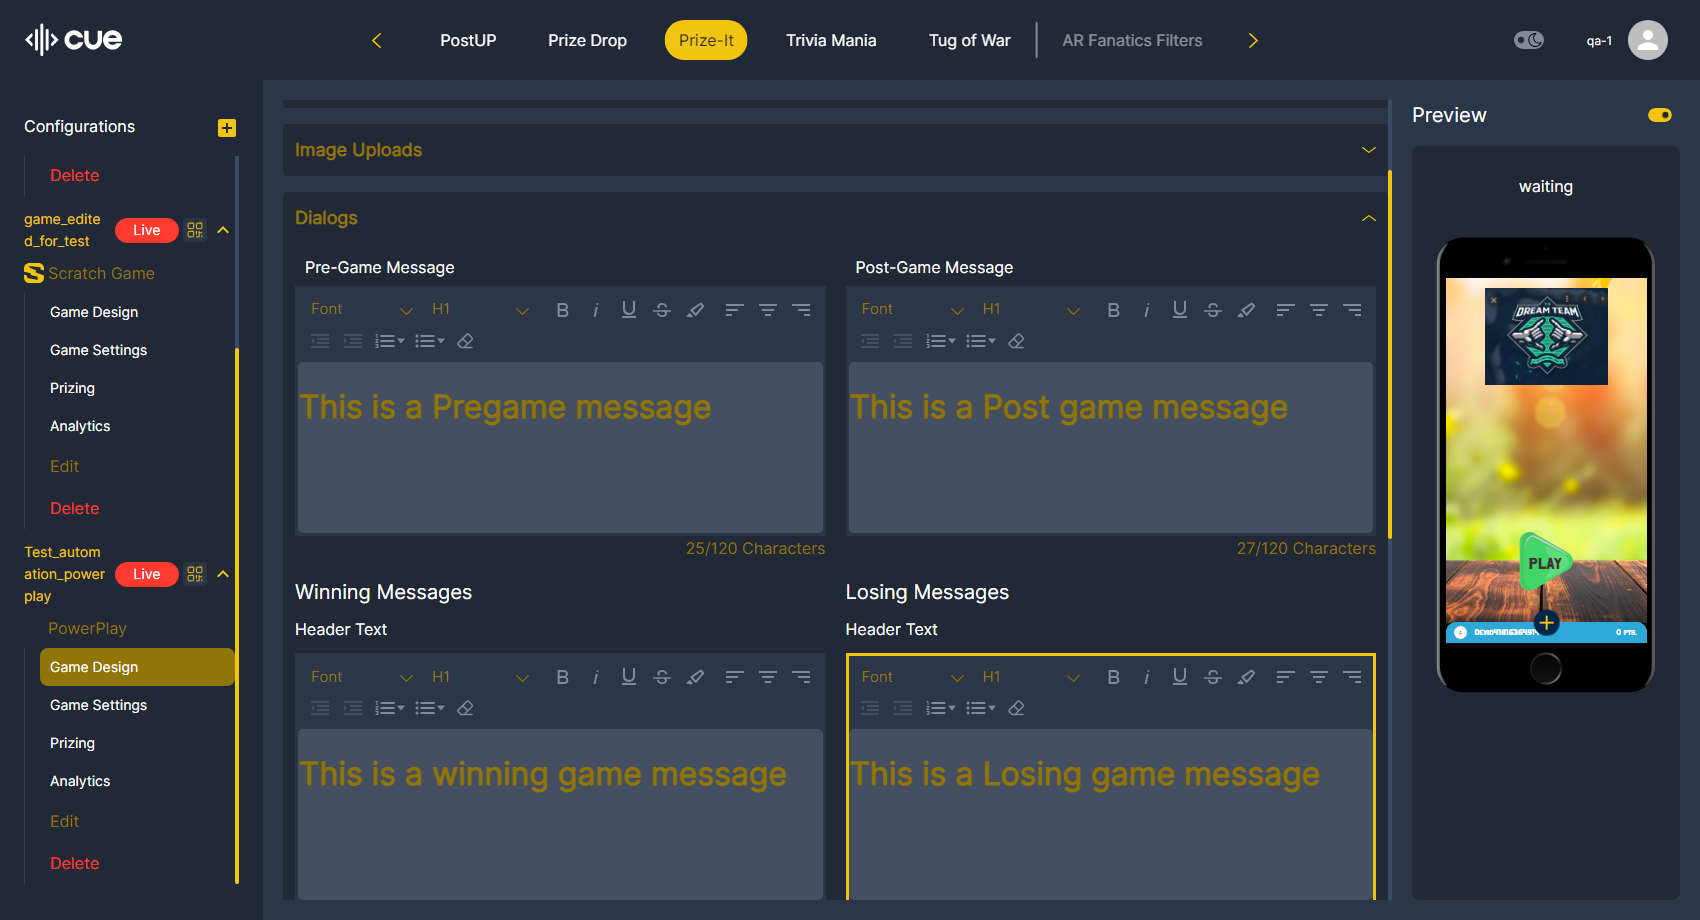 cue
PostUP
Prize Drop
Prize-It
Trivia Mania
Tug of War
AR Fanatics Filters
qa-1
Configurations
Delete
game_edite
d_for_test
Live
Scratch Game
Game Design
Game Settings
Prizing
Analytics
Edit
Delete
Test_autom
ation_power
play
Live
PowerPlay
Game Design
Game Settings
Prizing
Analytics
Edit
Delete
Image Uploads
Dialogs
Pre-Game Message
Font
H1
This is a Pregame message
25/120 Characters
Post-Game Message
Font
H1
This is a Post game message
27/120 Characters
Winning Messages
Header Text
Font
H1
This is a winning game message
Losing Messages
Header Text
Font
H1
This is a Losing game message
Preview
waiting
DREAM TEAM
PLAY
0 PTS.